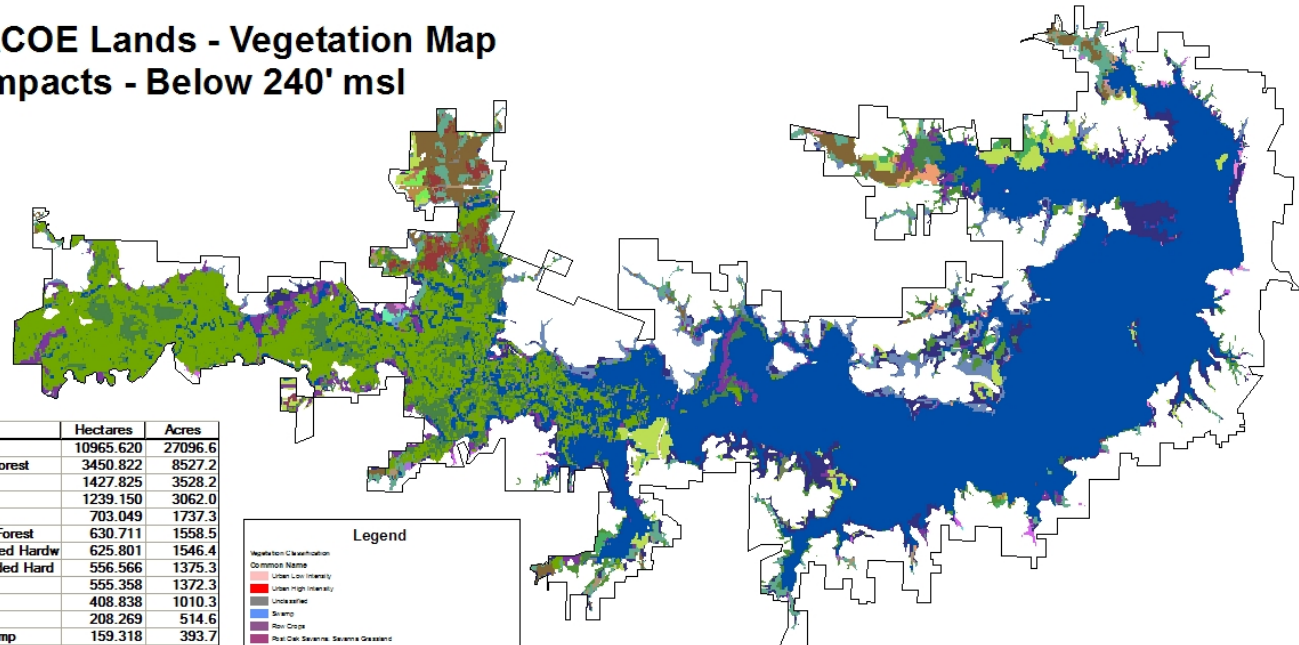 COE Lands - Vegetation Map
mpacts - Below 240' msl
Hectares Acres
10965.620 27096.6
orest 3450.822 8527.2
1427.825 3528.2
1239.150 3062.0
703.049 1737.3
Forest 630.711 1558.5
ed Hardw 625.801 1546.4
ded Hard 556.566 1375.3
555.358 1372.3
408.838 1010.3
208.269 514.6
mp 159.318 393.7
Legend
Vegetation Classification
Common Name
Urban Low Intensity
Urban High Intensity
Unclassified
Swamp
Row Crops
Post Oak Savanna: Savanna Grassland